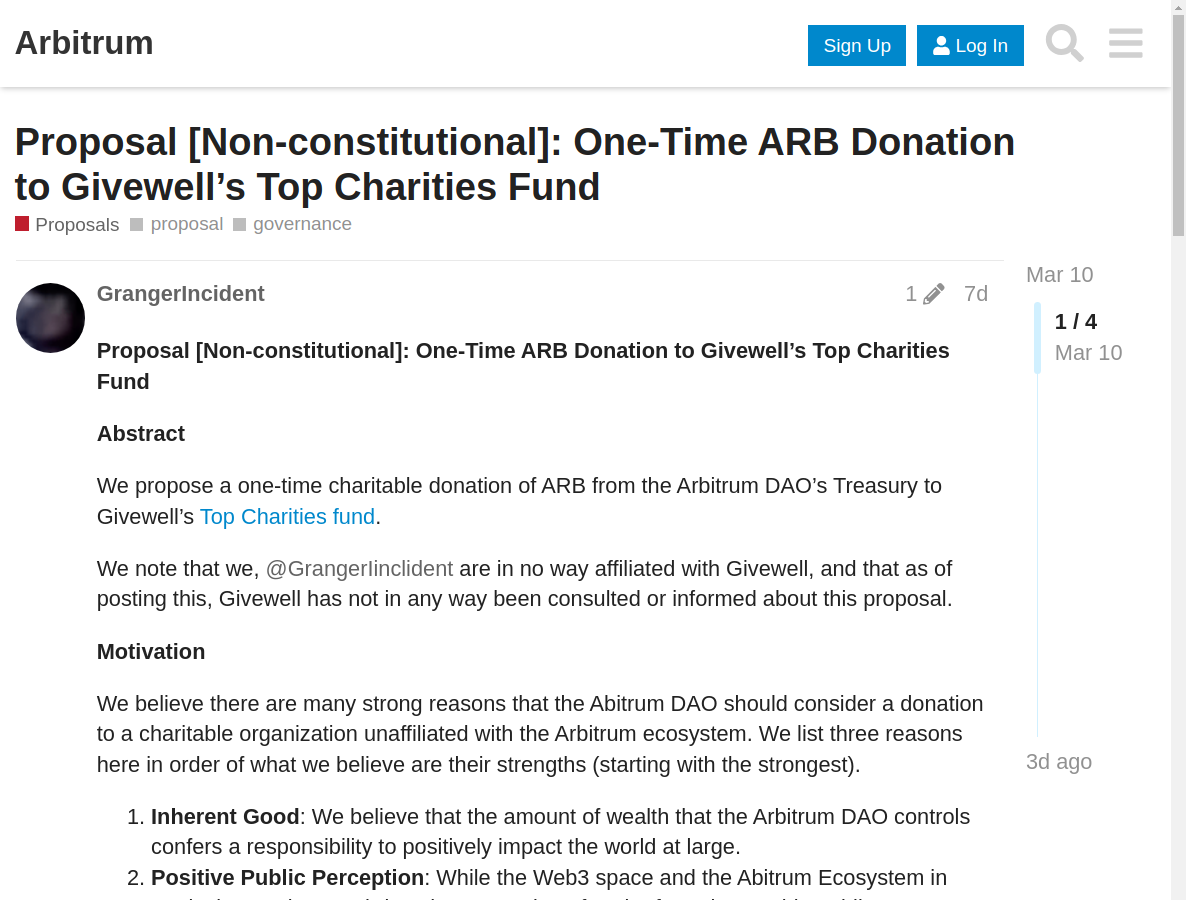 Arbitrum
Sign Up
Log In
Proposal [Non-constitutional]: One-Time ARB Donation
to Givewell’s Top Charities Fund
Proposals proposal governance
Mar 10
GrangerIncident
1 7d
1 / 4
Mar 10
Proposal [Non-constitutional]: One-Time ARB Donation to Givewell’s Top Charities
Fund
Abstract
We propose a one-time charitable donation of ARB from the Arbitrum DAO’s Treasury to
Givewell’s Top Charities fund.
We note that we, @GrangerIinclident are in no way affiliated with Givewell, and that as of
posting this, Givewell has not in any way been consulted or informed about this proposal.
Motivation
We believe there are many strong reasons that the Abitrum DAO should consider a donation
to a charitable organization unaffiliated with the Arbitrum ecosystem. We list three reasons
here in order of what we believe are their strengths (starting with the strongest).
3d ago
1. Inherent Good: We believe that the amount of wealth that the Arbitrum DAO controls
confers a responsibility to positively impact the world at large.
2. Positive Public Perception: While the Web3 space and the Abitrum Ecosystem in